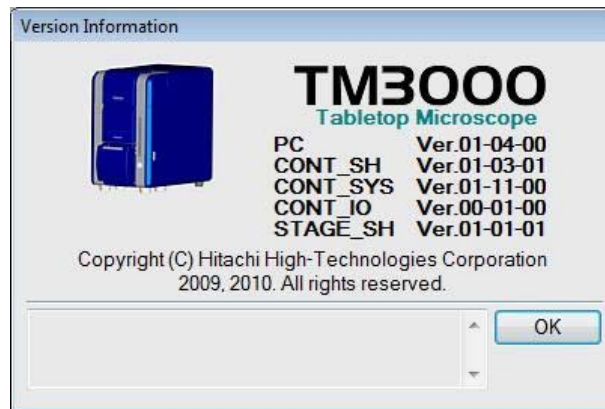 Version Information
TM3000
Tabletop Microscope
PC Ver.01-04-00
CONT_SH Ver.01-03-01
CONT_SYS Ver.01-11-00
CONT_IO Ver.00-01-00
STAGE_SH Ver.01-01-01
Copyright (C) Hitachi High-Technologies Corporation
2009, 2010. All rights reserved.
OK